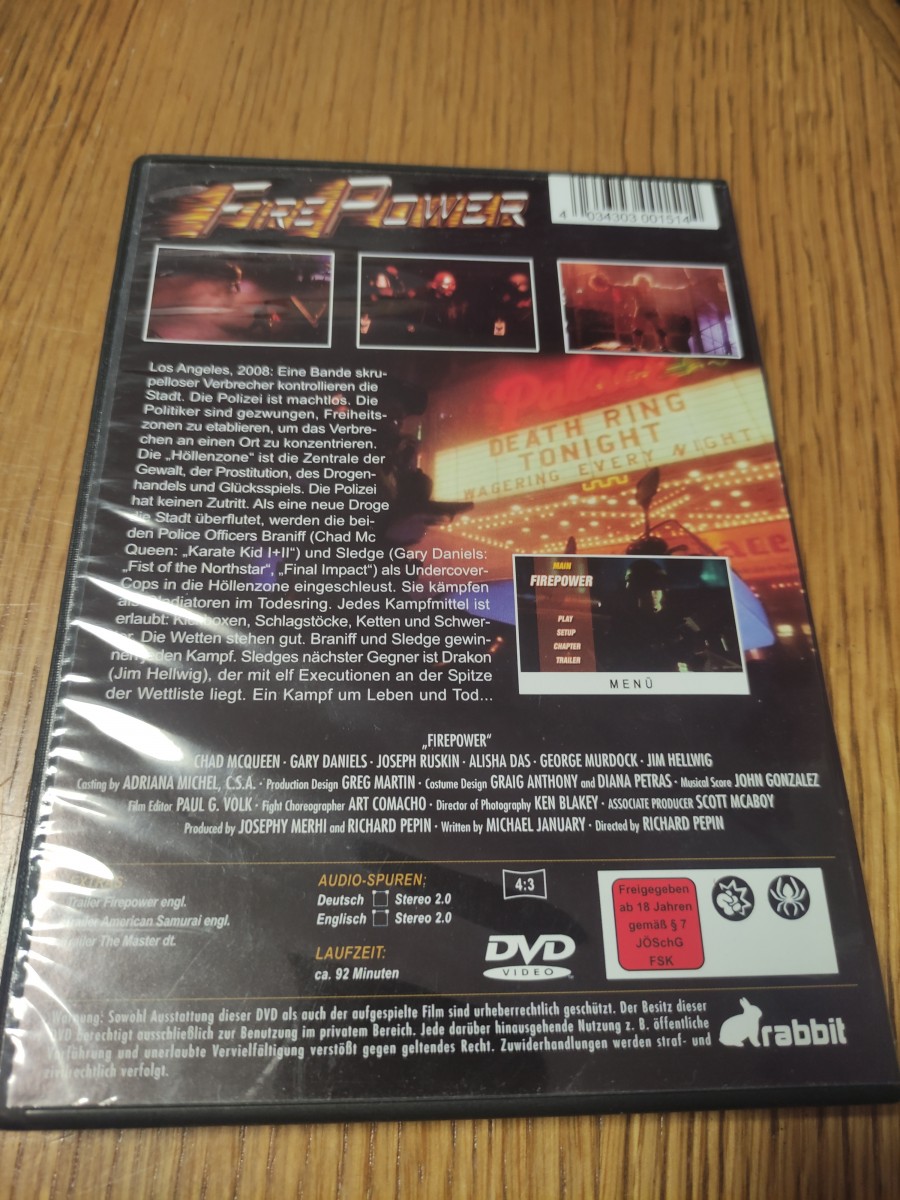 FIREPOWER
4 034303 001514
Los Angeles, 2008: Eine Bande skru-
pelloser Verbrecher kontrollieren die
Stadt. Die Polizei ist machtlos. Die
Politiker sind gezwungen, Freiheits-
zonen zu etablieren, um das Verbre-
chen an einen Ort zu konzentrieren.
Die „Höllenzone“ ist die Zentrale der
Gewalt, der Prostitution, des Drogen-
handels und Glücksspiels. Die Polizei
hat keinen Zutritt. Als eine neue Droge
die Stadt überflutet, werden die bei-
den Police Officers Braniff (Chad Mc
Queen: „Karate Kid I+II“) und Sledge (Gary Daniels:
„Fist of the Northstar“, „Final Impact“) als Undercover-
Cops in die Höllenzone eingeschleust. Sie kämpfen
als Gladiatoren im Todesring. Jedes Kampfmittel ist
erlaubt: Kickboxen, Schlagstöcke, Ketten und Schwer-
ter. Die Wetten stehen gut. Braniff und Sledge gewin-
nen jeden Kampf. Sledges nächster Gegner ist Drakon
(Jim Hellwig), der mit elf Executionen an der Spitze
der Wettliste liegt. Ein Kampf um Leben und Tod...
DEATH RING
TONIGHT
WAGERING EVERY NIGHT
MAIN
FIREPOWER
PLAY
SETUP
CHAPTER
TRAILER
MENÜ
„FIREPOWER“
CHAD MCQUEEN · GARY DANIELS · JOSEPH RUSKIN · ALISHA DAS · GEORGE MURDOCK · JIM HELLWIG
Casting by ADRIANA MICHEL, C.S.A. · Production Design GREG MARTIN · Costume Design GRAIG ANTHONY and DIANA PETRAS · Musical Score JOHN GONZALEZ
Film Editor PAUL G. VOLK · Fight Choreographer ART COMACHO · Director of Photography KEN BLAKEY · ASSOCIATE PRODUCER SCOTT MCABOY
Produced by JOSEPHY MERHI and RICHARD PEPIN · Written by MICHAEL JANUARY · Directed by RICHARD PEPIN
EXTRAS:
Trailer Firepower engl.
Trailer American Samurai engl.
Trailer The Master dt.
AUDIO-SPUREN:
Deutsch Stereo 2.0
Englisch Stereo 2.0
LAUFZEIT:
ca. 92 Minuten
4:3
DVD
VIDEO
Freigegeben
ab 18 Jahren
gemäß § 7
JÖSchG
FSK
Warnung: Sowohl Ausstattung dieser DVD als auch der aufgespielte Film sind urheberrechtlich geschützt. Der Besitz dieser
DVD berechtigt ausschließlich zur Benutzung im privatem Bereich. Jede darüber hinausgehende Nutzung z. B. öffentliche
Vorführung und unerlaubte Vervielfältigung verstößt gegen geltendes Recht. Zuwiderhandlungen werden straf- und
zivilrechtlich verfolgt.
rabbit